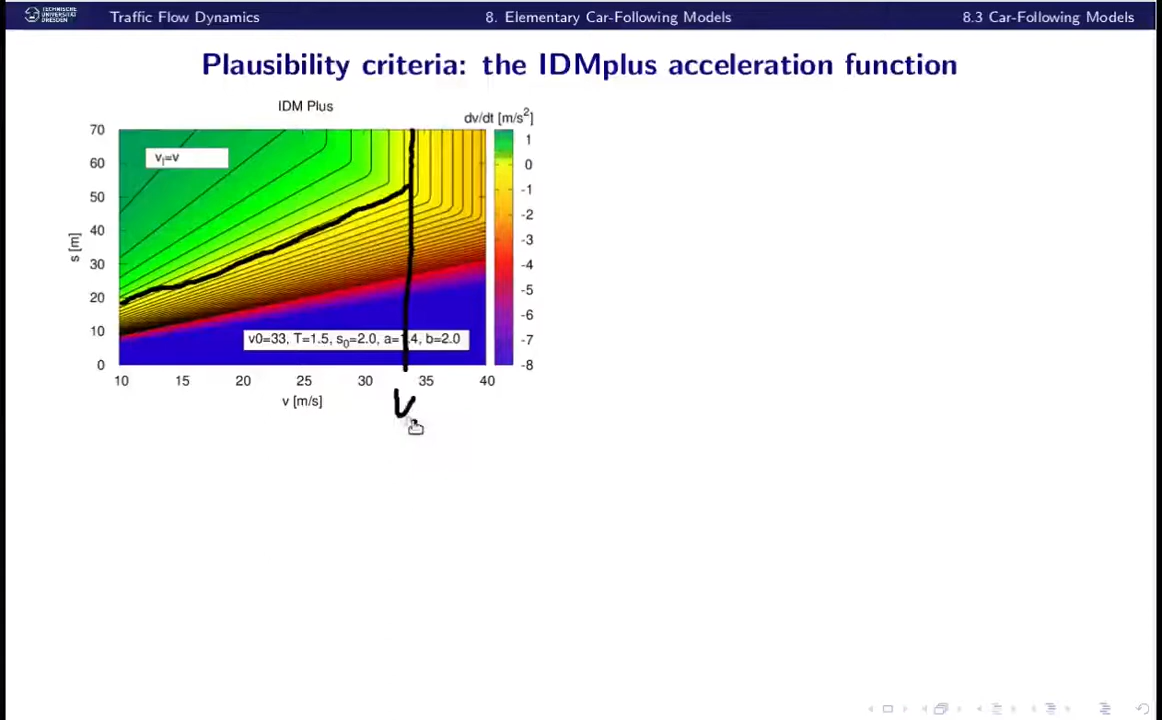 TECHNISCHE
UNIVERSITÄT
DRESDEN
Traffic Flow Dynamics
8. Elementary Car-Following Models
8.3 Car-Following Models
Plausibility criteria: the IDMplus acceleration function
IDM Plus
dv/dt [m/s²]
70
60
50
40
30
20
10
0
s [m]
vₗ=v
v0=33, T=1.5, s₀=2.0, a=1.4, b=2.0
10 15 20 25 30 35 40
v [m/s]
1
0
-1
-2
-3
-4
-5
-6
-7
-8
V